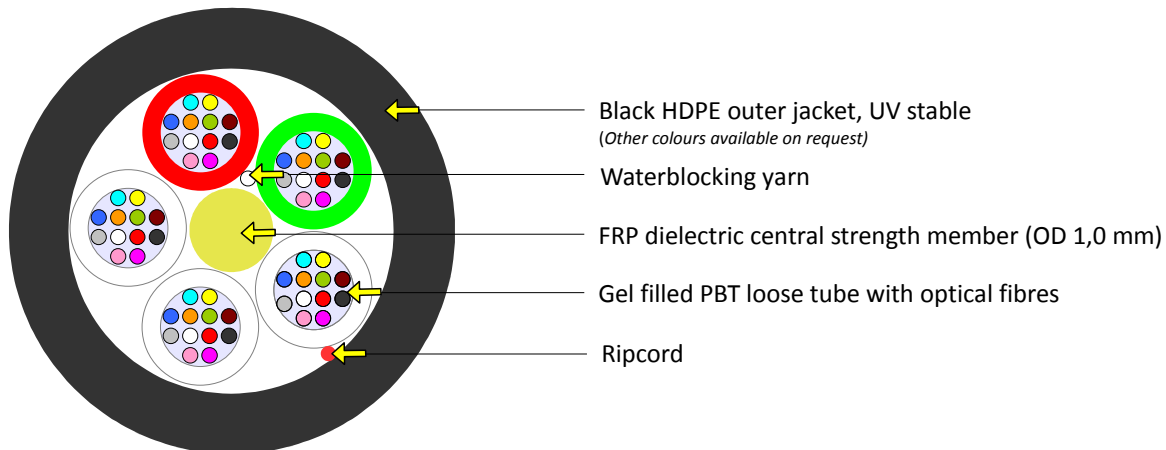 Black HDPE outer jacket, UV stable
(Other colours available on request)
Waterblocking yarn
FRP dielectric central strength member (OD 1,0 mm)
Gel filled PBT loose tube with optical fibres
Ripcord